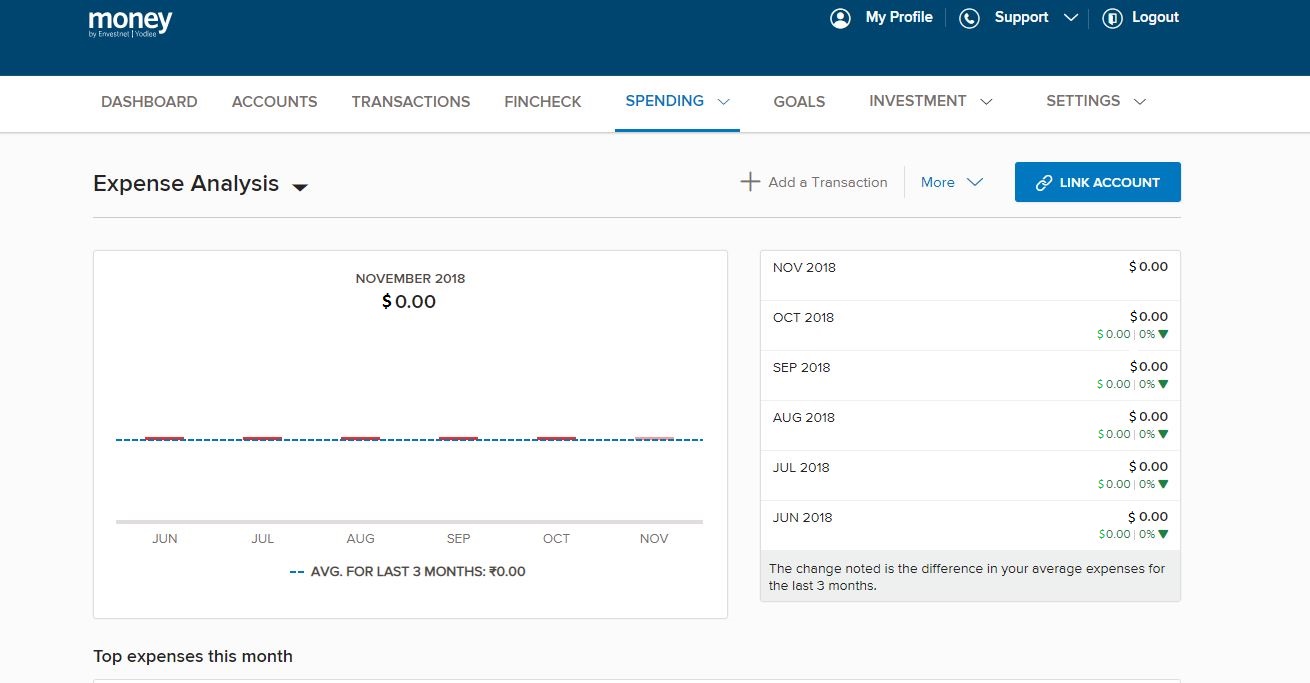 money
by Envestnet | Yodlee
My Profile
Support
Logout
DASHBOARD
ACCOUNTS
TRANSACTIONS
FINCHECK
SPENDING
GOALS
INVESTMENT
SETTINGS
Expense Analysis
Add a Transaction
More
LINK ACCOUNT
NOVEMBER 2018
$ 0.00
JUN JUL AUG SEP OCT NOV
AVG. FOR LAST 3 MONTHS: ₹0.00
NOV 2018 $ 0.00
OCT 2018 $ 0.00
$ 0.00 | 0%
SEP 2018 $ 0.00
$ 0.00 | 0%
AUG 2018 $ 0.00
$ 0.00 | 0%
JUL 2018 $ 0.00
$ 0.00 | 0%
JUN 2018 $ 0.00
$0.00 | 0%
The change noted is the difference in your average expenses for
the last 3 months.
Top expenses this month